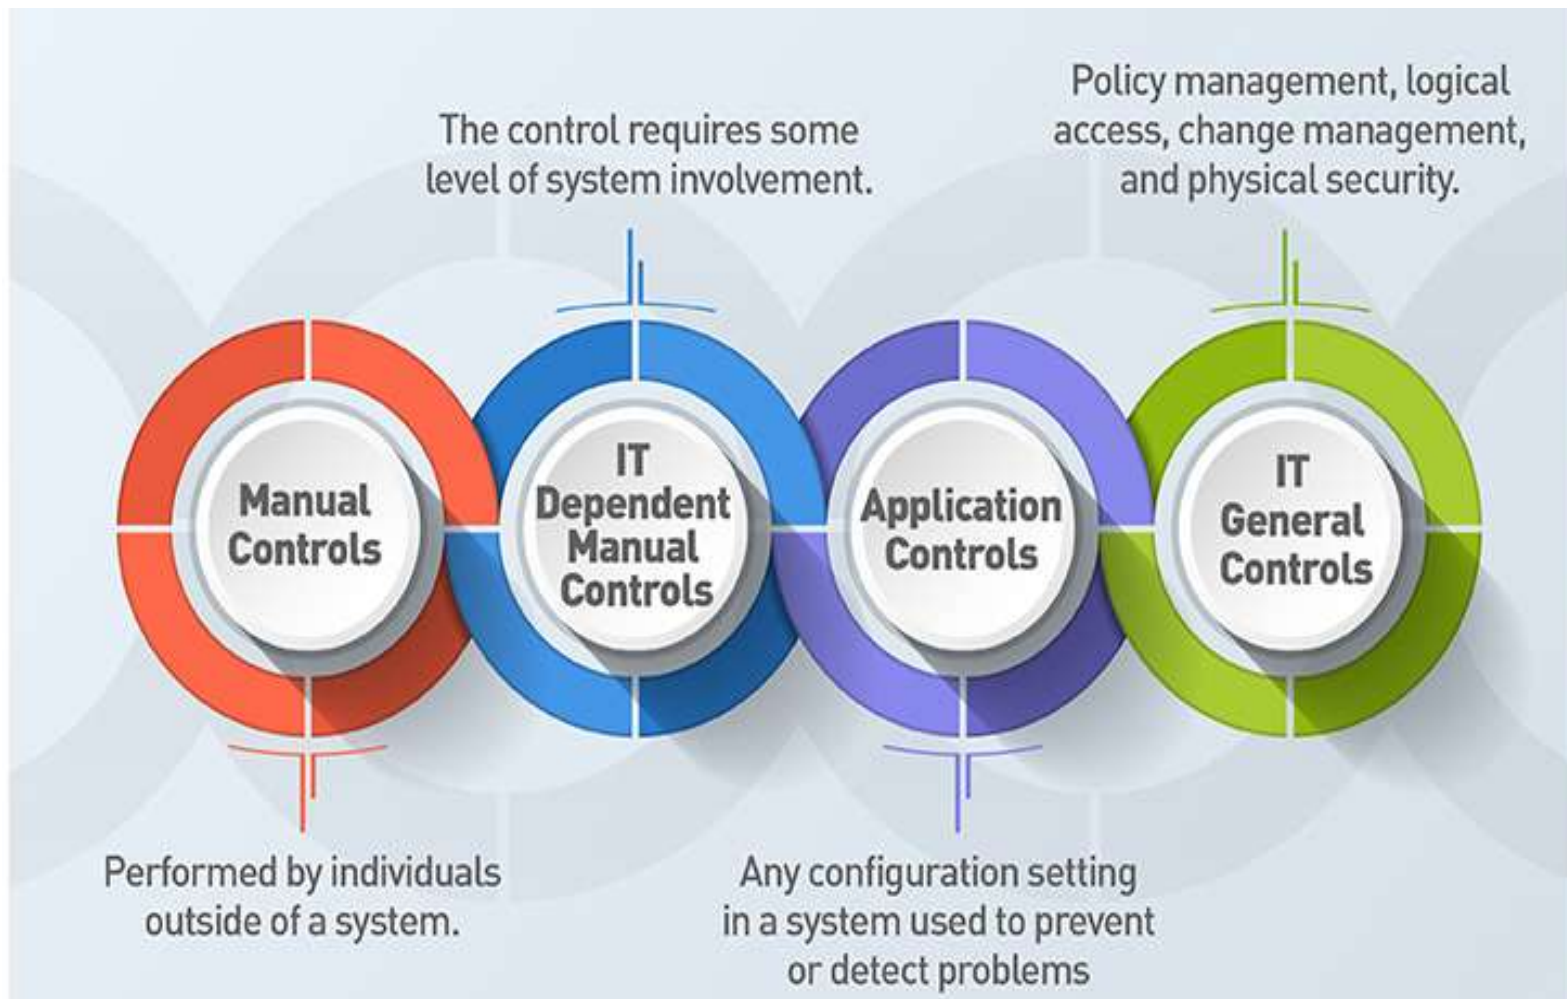 Policy management, logical
access, change management,
and physical security.
The control requires some
level of system involvement.
Manual
Controls
IT
Dependent
Manual
Controls
Application
Controls
IT
General
Controls
Performed by individuals
outside of a system.
Any configuration setting
in a system used to prevent
or detect problems